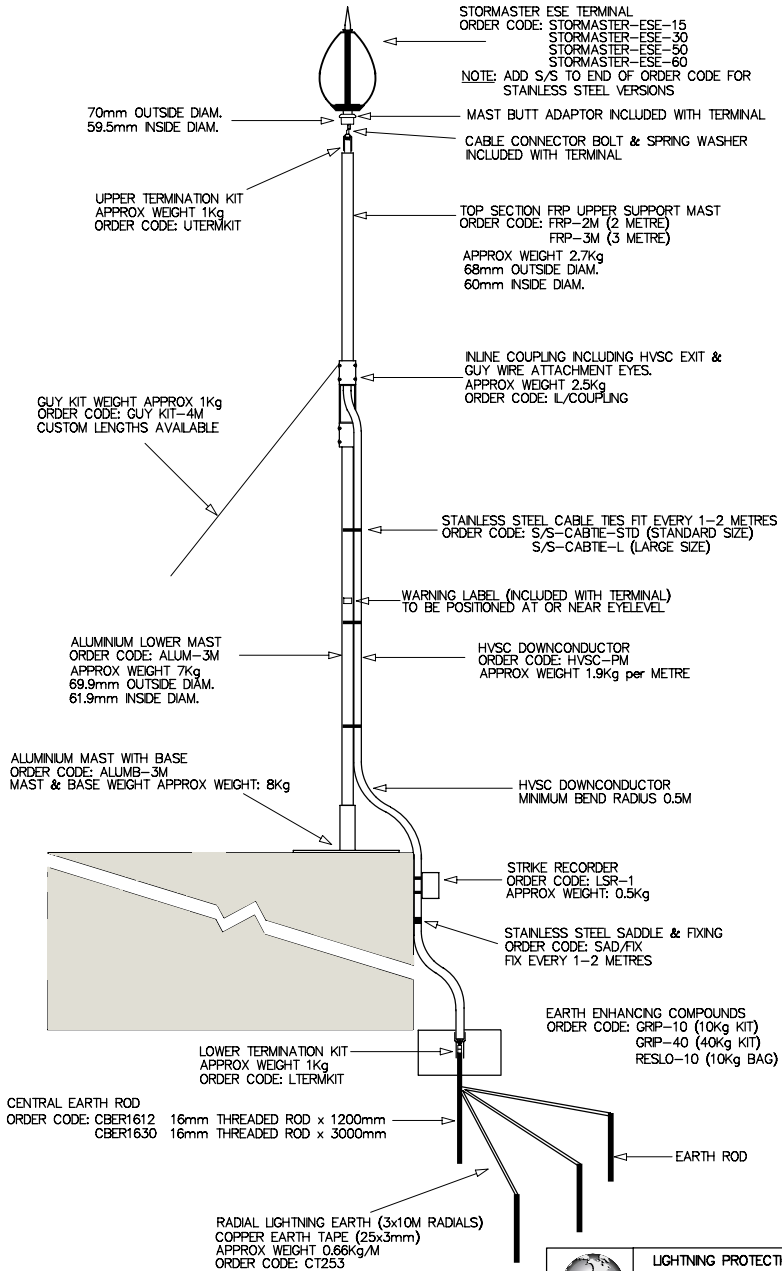 STORMASTER ESE TERMINAL
ORDER CODE: STORMASTER-ESE-15
STORMASTER-ESE-30
STORMASTER-ESE-50
STORMASTER-ESE-60
NOTE: ADD S/S TO END OF ORDER CODE FOR
STAINLESS STEEL VERSIONS
70mm OUTSIDE DIAM.
59.5mm INSIDE DIAM.
MAST BUTT ADAPTOR INCLUDED WITH TERMINAL
CABLE CONNECTOR BOLT & SPRING WASHER
INCLUDED WITH TERMINAL
UPPER TERMINATION KIT
APPROX WEIGHT 1Kg
ORDER CODE: UTERMKIT
TOP SECTION FRP UPPER SUPPORT MAST
ORDER CODE: FRP-2M (2 METRE)
FRP-3M (3 METRE)
APPROX WEIGHT 2.7Kg
68mm OUTSIDE DIAM.
60mm INSIDE DIAM.
INLINE COUPLING INCLUDING HVSC EXIT &
GUY WIRE ATTACHMENT EYES.
APPROX WEIGHT 2.5Kg
ORDER CODE: IL/COUPLING
GUY KIT WEIGHT APPROX 1Kg
ORDER CODE: GUY KIT-4M
CUSTOM LENGTHS AVAILABLE
STAINLESS STEEL CABLE TIES FIT EVERY 1-2 METRES
ORDER CODE: S/S-CABTIE-STD (STANDARD SIZE)
S/S-CABTIE-L (LARGE SIZE)
WARNING LABEL (INCLUDED WITH TERMINAL)
TO BE POSITIONED AT OR NEAR EYELEVEL
ALUMINIUM LOWER MAST
ORDER CODE: ALUM-3M
APPROX WEIGHT 7Kg
69.9mm OUTSIDE DIAM.
61.9mm INSIDE DIAM.
HVSC DOWNCONDUCTOR
ORDER CODE: HVSC-PM
APPROX WEIGHT 1.9Kg per METRE
ALUMINIUM MAST WITH BASE
ORDER CODE: ALUMB-3M
MAST & BASE WEIGHT APPROX WEIGHT: 8Kg
HVSC DOWNCONDUCTOR
MINIMUM BEND RADIUS 0.5M
STRIKE RECORDER
ORDER CODE: LSR-1
APPROX WEIGHT: 0.5Kg
STAINLESS STEEL SADDLE & FIXING
ORDER CODE: SAD/FIX
FIX EVERY 1-2 METRES
EARTH ENHANCING COMPOUNDS
ORDER CODE: GRIP-10 (10Kg KIT)
GRIP-40 (40Kg KIT)
RESLO-10 (10Kg BAG)
LOWER TERMINATION KIT
APPROX WEIGHT 1Kg
ORDER CODE: LTERMKIT
CENTRAL EARTH ROD
ORDER CODE: CBER1612 16mm THREADED ROD x 1200mm
CBER1630 16mm THREADED ROD x 3000mm
EARTH ROD
RADIAL LIGHTNING EARTH (3x10M RADIALS)
COPPER EARTH TAPE (25x3mm)
APPROX WEIGHT 0.66Kg/M
ORDER CODE: CT253
LIGHTNING PROTECTI